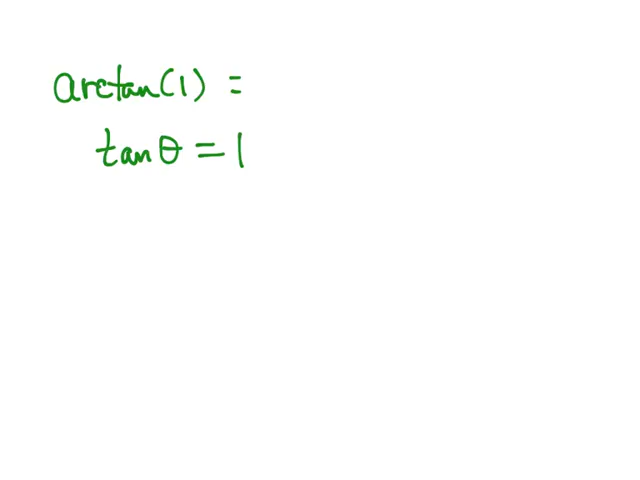 arctan(1) =
tan θ = 1